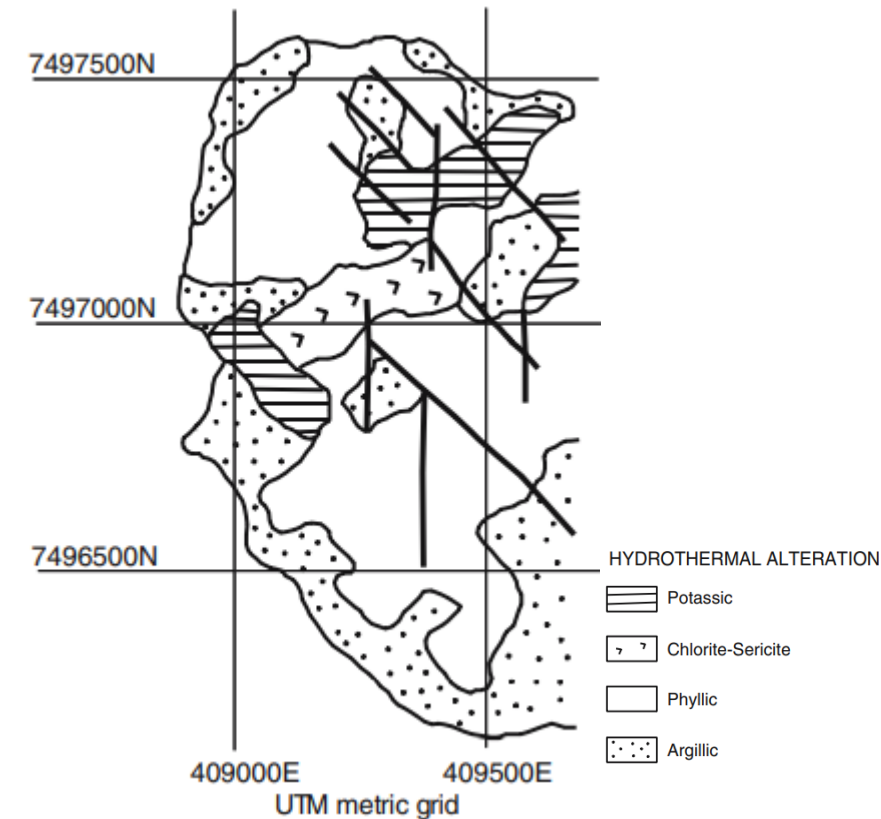 7497500N
7497000N
7496500N
HYDROTHERMAL ALTERATION
Potassic
Chlorite-Sericite
Phyllic
Argillic
409000E 409500E
UTM metric grid